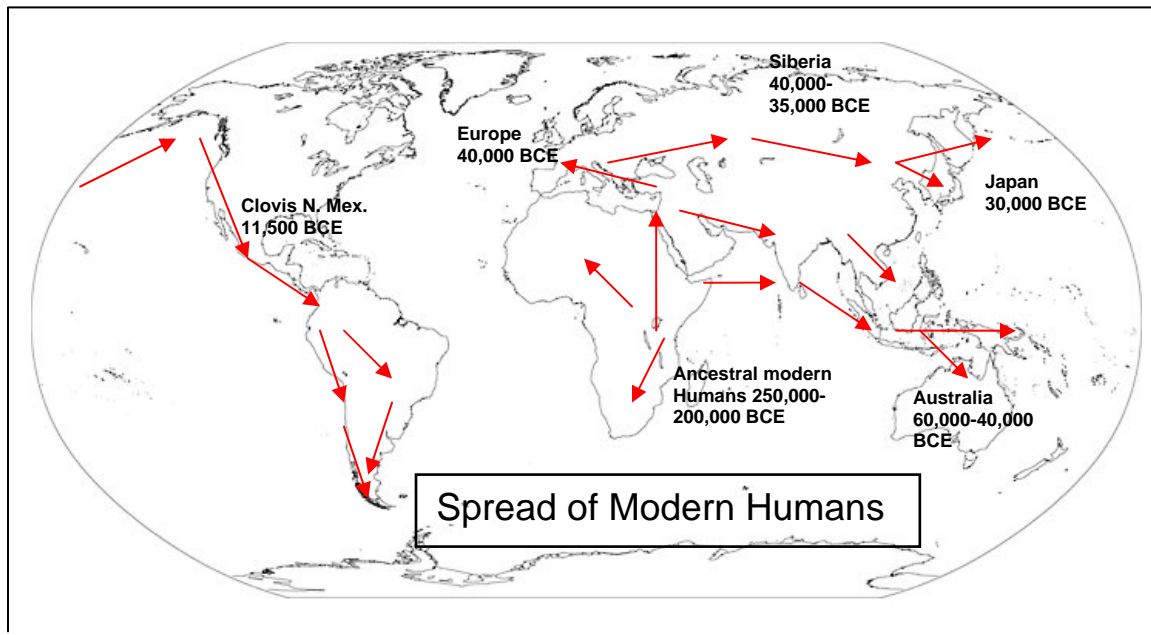 Siberia
40,000-
35,000 BCE
Europe
40,000 BCE
Japan
30,000 BCE
Clovis N. Mex.
11,500 BCE
Ancestral modern
Humans 250,000-
200,000 BCE
Australia
60,000-40,000
BCE
Spread of Modern Humans